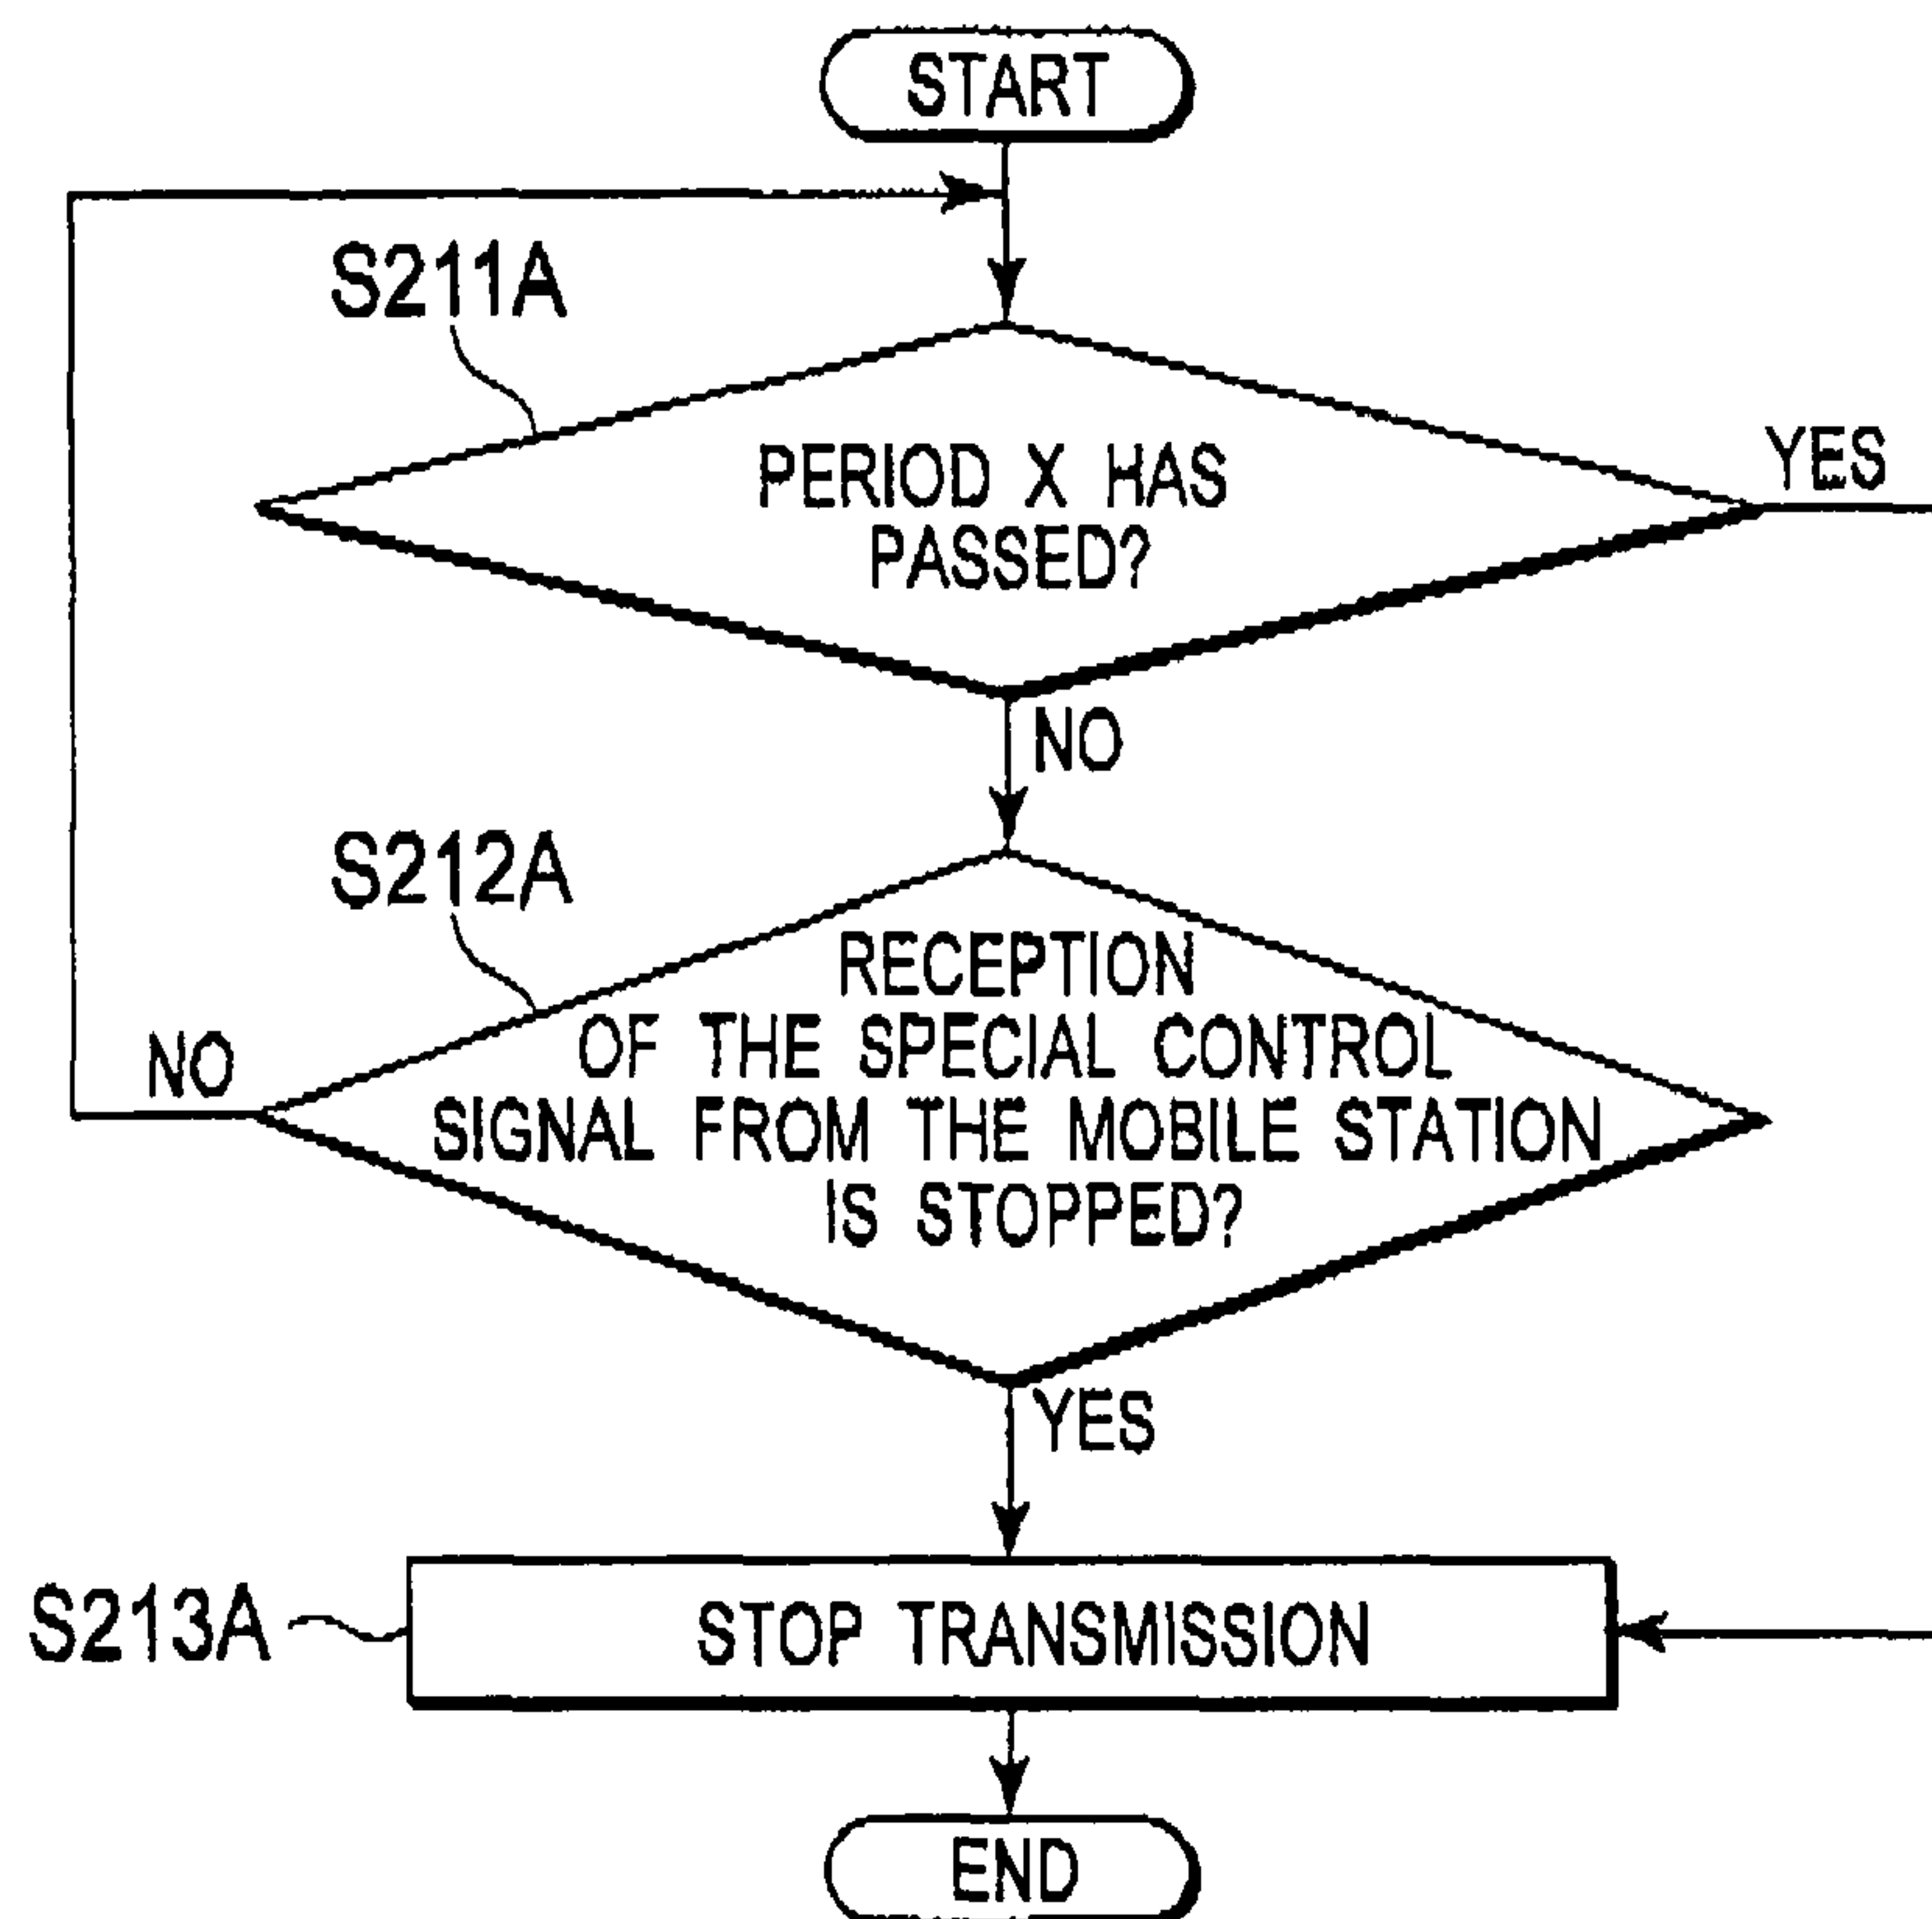 START
S211A
PERIOD X HAS
PASSED?
YES
NO
S212A
RECEPTION
OF THE SPECIAL CONTROL
SIGNAL FROM THE MOBILE STATION
IS STOPPED?
NO
YES
S213A
STOP TRANSMISSION
END